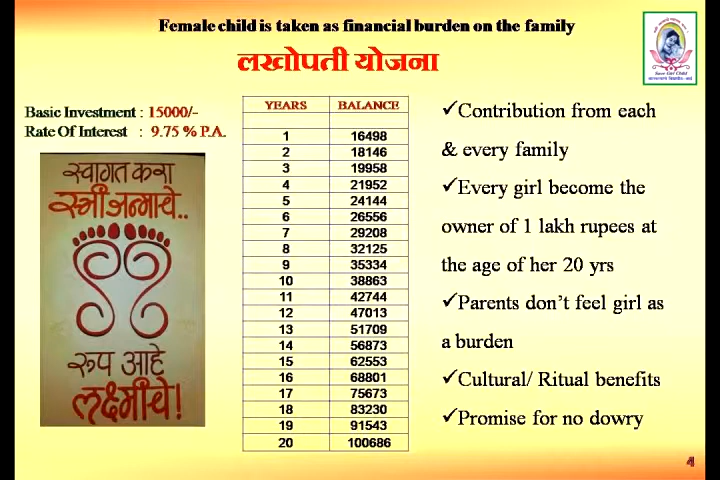 Female child is taken as financial burden on the family
लखोपती योजना
Save Girl Child
Basic Investment : 15000/-
Rate Of Interest : 9.75 % P.A.
स्वागत करा
स्त्री जन्माचे..
रुप आहे
लक्ष्मीचे!
YEARS BALANCE
1 16498
2 18146
3 19958
4 21952
5 24144
6 26556
7 29208
8 32125
9 35334
10 38863
11 42744
12 47013
13 51709
14 56873
15 62553
16 68801
17 75673
18 83230
19 91543
20 100686
✓Contribution from each
& every family
✓Every girl become the
owner of 1 lakh rupees at
the age of her 20 yrs
✓Parents don’t feel girl as
a burden
✓Cultural/ Ritual benefits
✓Promise for no dowry
4